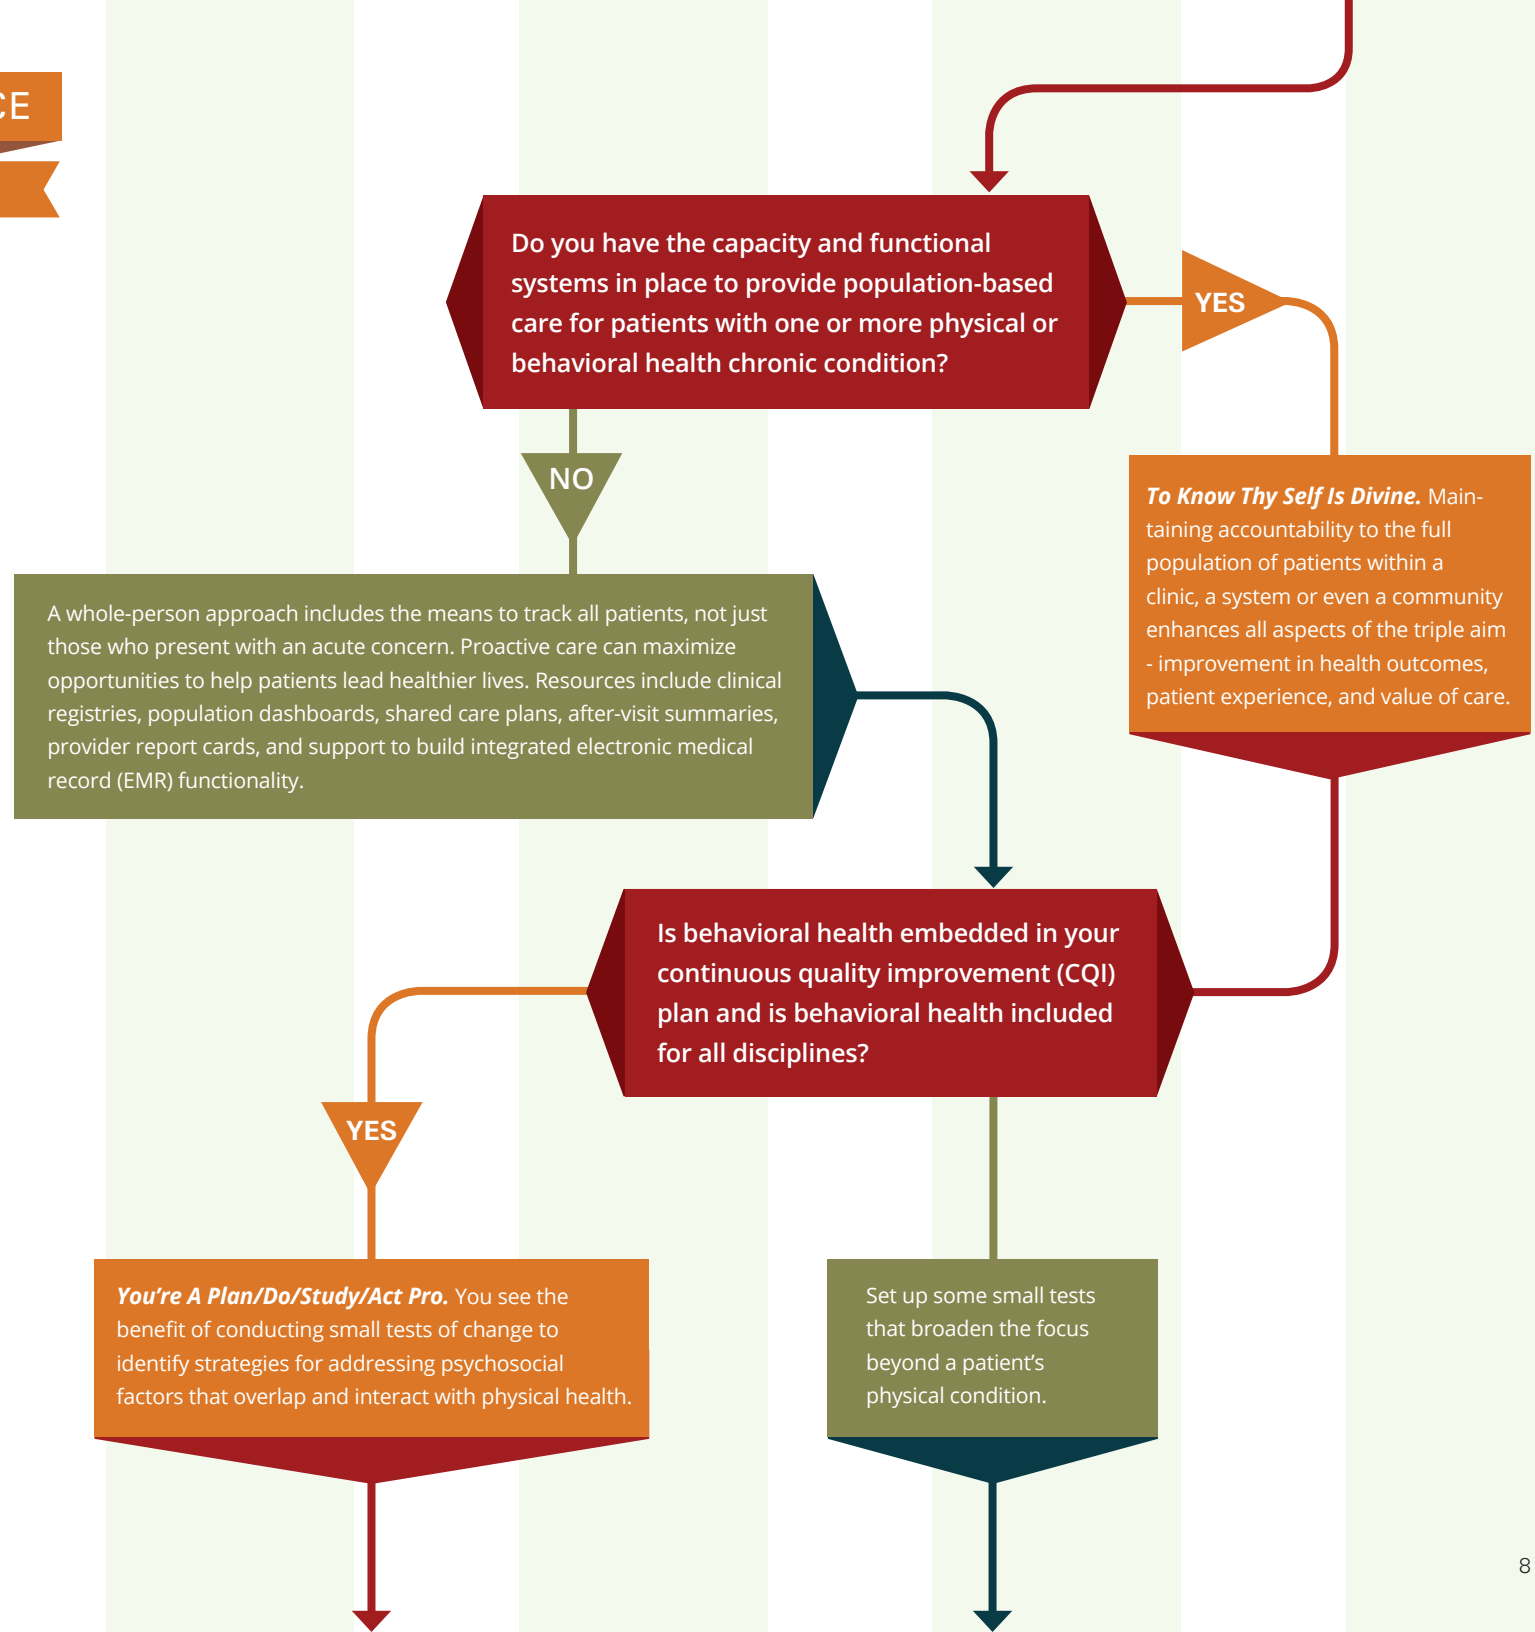 CE
Do you have the capacity and functional
systems in place to provide population-based
care for patients with one or more physical or
behavioral health chronic condition?
YES
NO
To Know Thy Self Is Divine. Main-
taining accountability to the full
population of patients within a
clinic, a system or even a community
enhances all aspects of the triple aim
- improvement in health outcomes,
patient experience, and value of care.
A whole-person approach includes the means to track all patients, not just
those who present with an acute concern. Proactive care can maximize
opportunities to help patients lead healthier lives. Resources include clinical
registries, population dashboards, shared care plans, after-visit summaries,
provider report cards, and support to build integrated electronic medical
record (EMR) functionality.
Is behavioral health embedded in your
continuous quality improvement (CQI)
plan and is behavioral health included
for all disciplines?
YES
You’re A Plan/Do/Study/Act Pro. You see the
benefit of conducting small tests of change to
identify strategies for addressing psychosocial
factors that overlap and interact with physical health.
Set up some small tests
that broaden the focus
beyond a patient’s
physical condition.
8